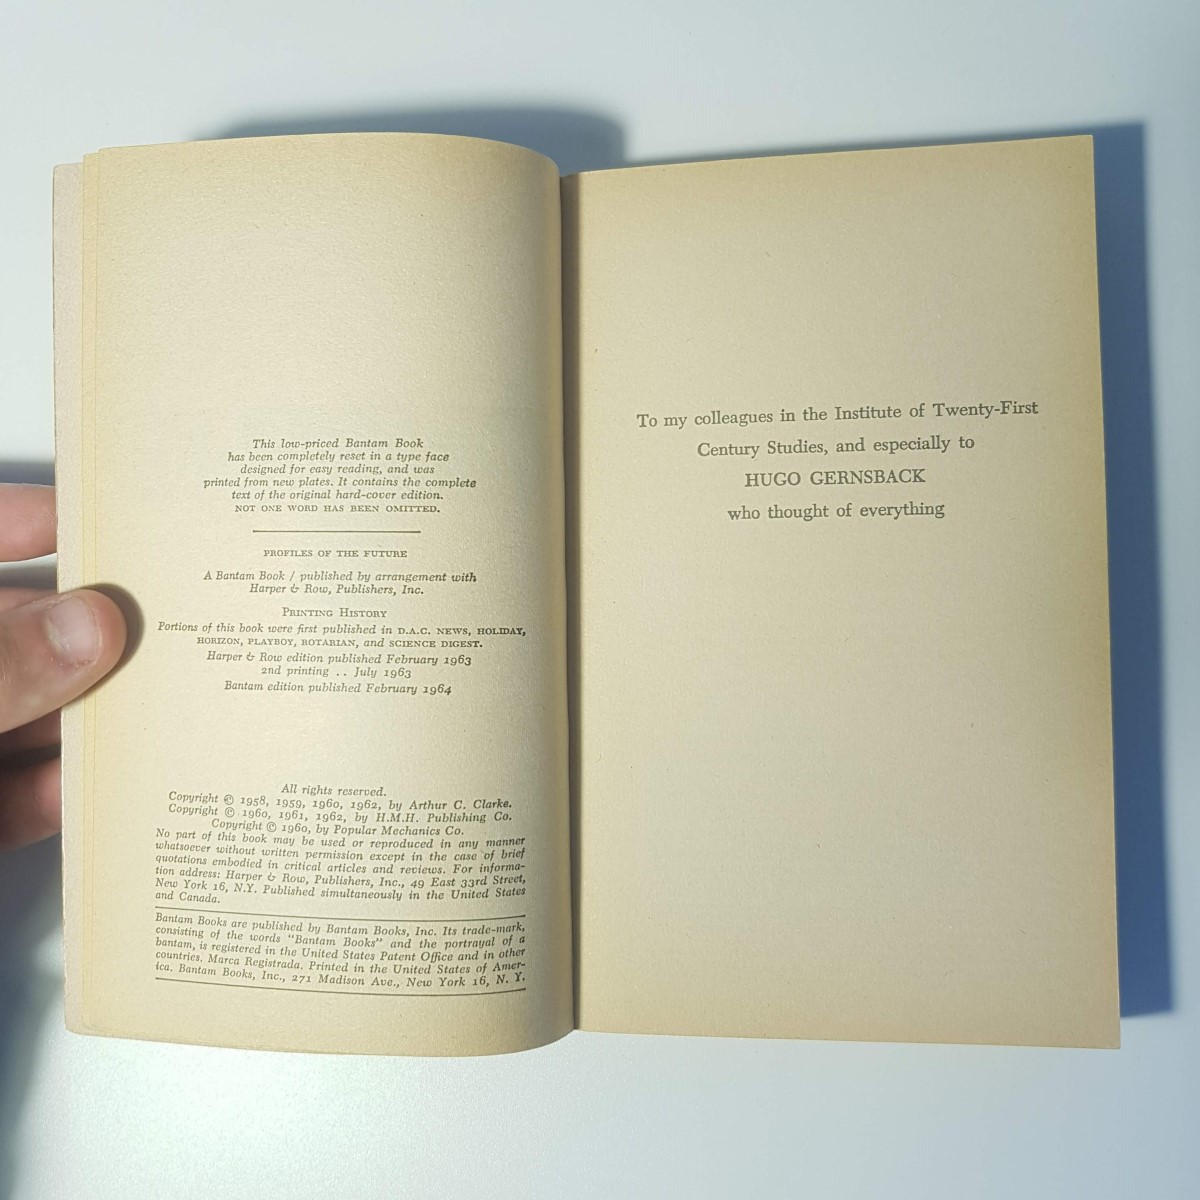 This low-priced Bantam Book
has been completely reset in a type face
designed for easy reading, and was
printed from new plates. It contains the complete
text of the original hard-cover edition.
NOT ONE WORD HAS BEEN OMITTED.
PROFILES OF THE FUTURE
A Bantam Book / published by arrangement with
Harper & Row, Publishers, Inc.
PRINTING HISTORY
Portions of this book were first published in D.A.C. NEWS, HOLIDAY,
HORIZON, PLAYBOY, ROTARIAN, and SCIENCE DIGEST.
Harper & Row edition published February 1963
2nd printing .. July 1963
Bantam edition published February 1964
All rights reserved.
Copyright © 1958, 1959, 1960, 1962, by Arthur C. Clarke.
Copyright © 1960, 1961, 1962, by H.M.H. Publishing Co.
Copyright © 1960, by Popular Mechanics Co.
No part of this book may be used or reproduced in any manner
whatsoever without written permission except in the case of brief
quotations embodied in critical articles and reviews. For informa-
tion address: Harper & Row, Publishers, Inc., 49 East 33rd Street,
New York 16, N.Y. Published simultaneously in the United States
and Canada.
Bantam Books are published by Bantam Books, Inc. Its trade-mark,
consisting of the words "Bantam Books" and the portrayal of a
bantam, is registered in the United States Patent Office and in other
countries. Marca Registrada. Printed in the United States of Amer-
ica. Bantam Books, Inc., 271 Madison Ave., New York 16, N. Y.
To my colleagues in the Institute of Twenty-First
Century Studies, and especially to
HUGO GERNSBACK
who thought of everything